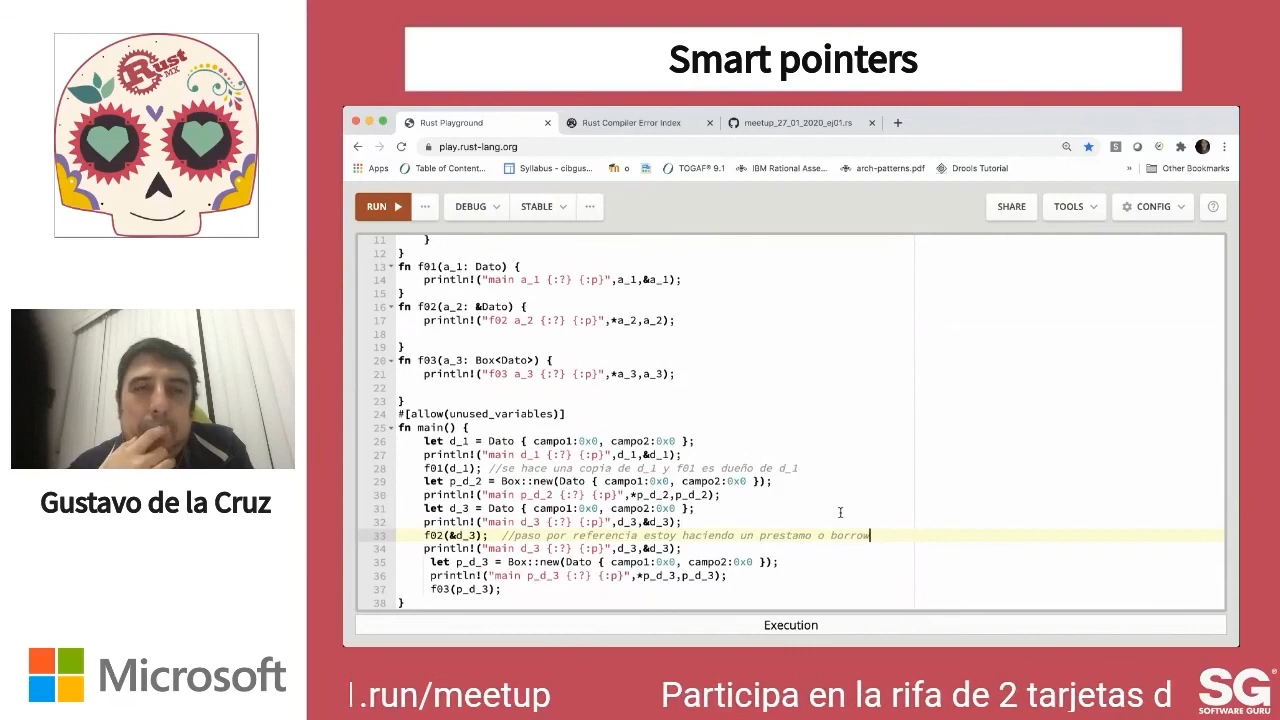 Rust
MX
Smart pointers
Rust Playground
Rust Compiler Error Index
meetup_27_01_2020_ej01.rs
play.rust-lang.org
Apps
Table of Content...
Syllabus - cibgus...
m o
TOGAF® 9.1
IBM Rational Asse...
arch-patterns.pdf
Drools Tutorial
»
Other Bookmarks
RUN
...
DEBUG
STABLE
...
SHARE
TOOLS
CONFIG
?
11 }
12 }
13 fn f01(a_1: Dato) {
14 println!("main a_1 {:?} {:p}",a_1,&a_1);
15 }
16 fn f02(a_2: &Dato) {
17 println!("f02 a_2 {:?} {:p}",*a_2,a_2);
18
19 }
20 fn f03(a_3: Box<Dato>) {
21 println!("f03 a_3 {:?} {:p}",*a_3,a_3);
22
23 }
24 #[allow(unused_variables)]
25 fn main() {
26 let d_1 = Dato { campo1:0x0, campo2:0x0 };
27 println!("main d_1 {:?} {:p}",d_1,&d_1);
28 f01(d_1); //se hace una copia de d_1 y f01 es dueño de d_1
29 let p_d_2 = Box::new(Dato { campo1:0x0, campo2:0x0 });
30 println!("main p_d_2 {:?} {:p}",*p_d_2,p_d_2);
31 let d_3 = Dato { campo1:0x0, campo2:0x0 };
32 println!("main d_3 {:?} {:p}",d_3,&d_3);
33 f02(&d_3); //paso por referencia estoy haciendo un prestamo o borrow
34 println!("main d_3 {:?} {:p}",d_3,&d_3);
35 let p_d_3 = Box::new(Dato { campo1:0x0, campo2:0x0 });
36 println!("main p_d_3 {:?} {:p}",*p_d_3,p_d_3);
37 f03(p_d_3);
38 }
Execution
Gustavo de la Cruz
Microsoft
.run/meetup
Participa en la rifa de 2 tarjetas d
SG
SOFTWARE GURU